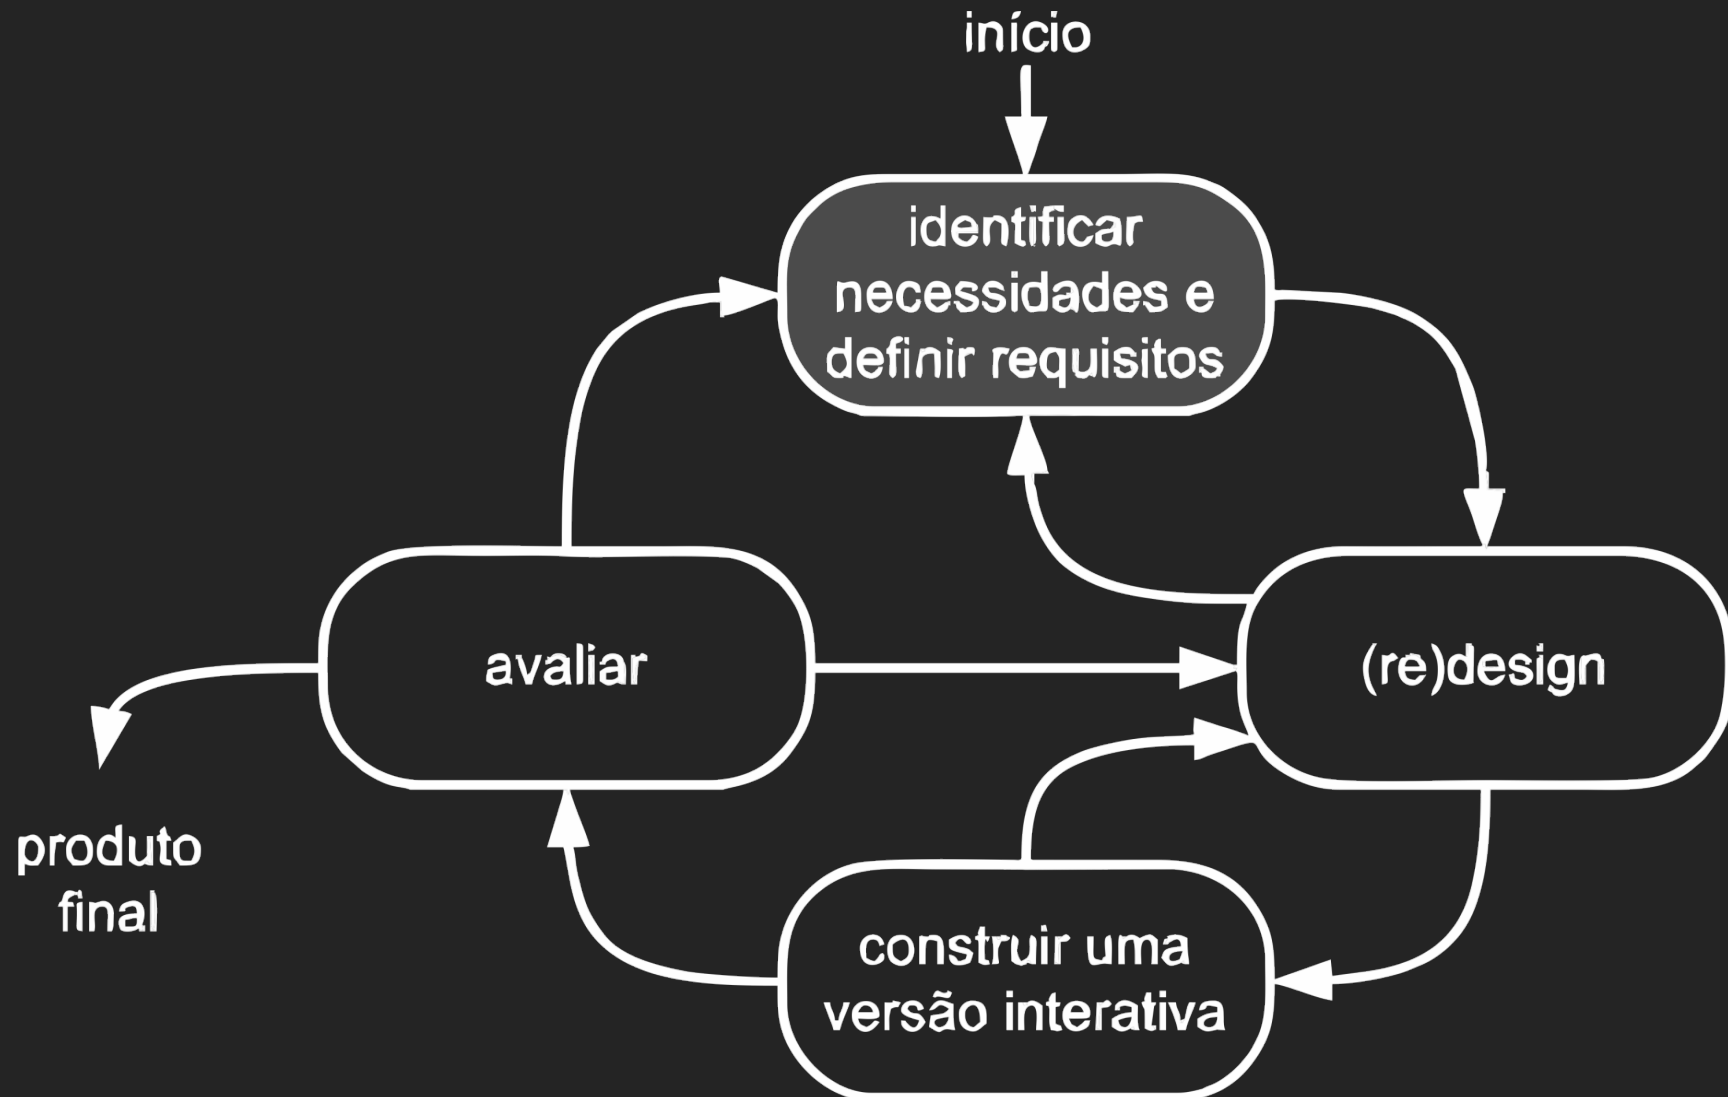 início
identificar
necessidades e
definir requisitos
avaliar
(re)design
produto
final
construir uma
versão interativa